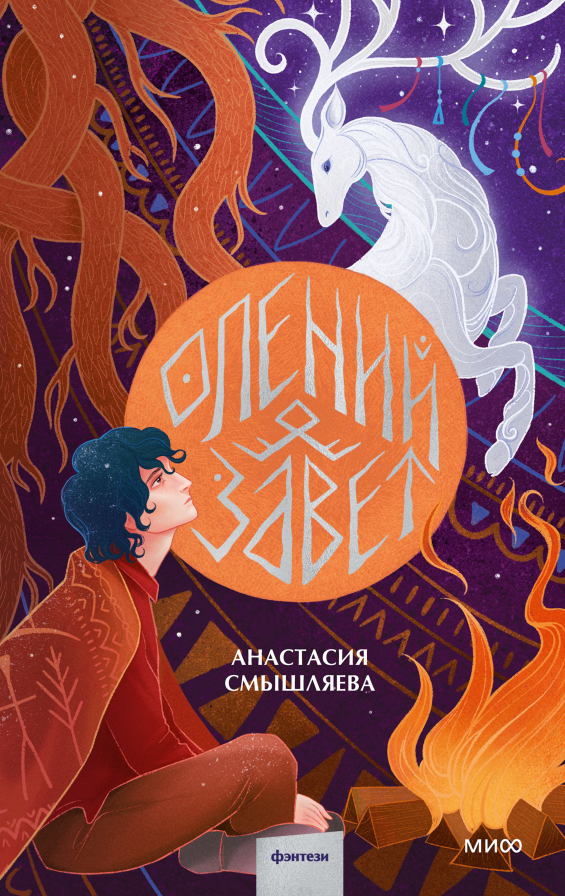 ОЛЕНИЙ
ЗАВЕТ
АНАСТАСИЯ
СМЫШЛЯЕВА
фэнтези
МИФ